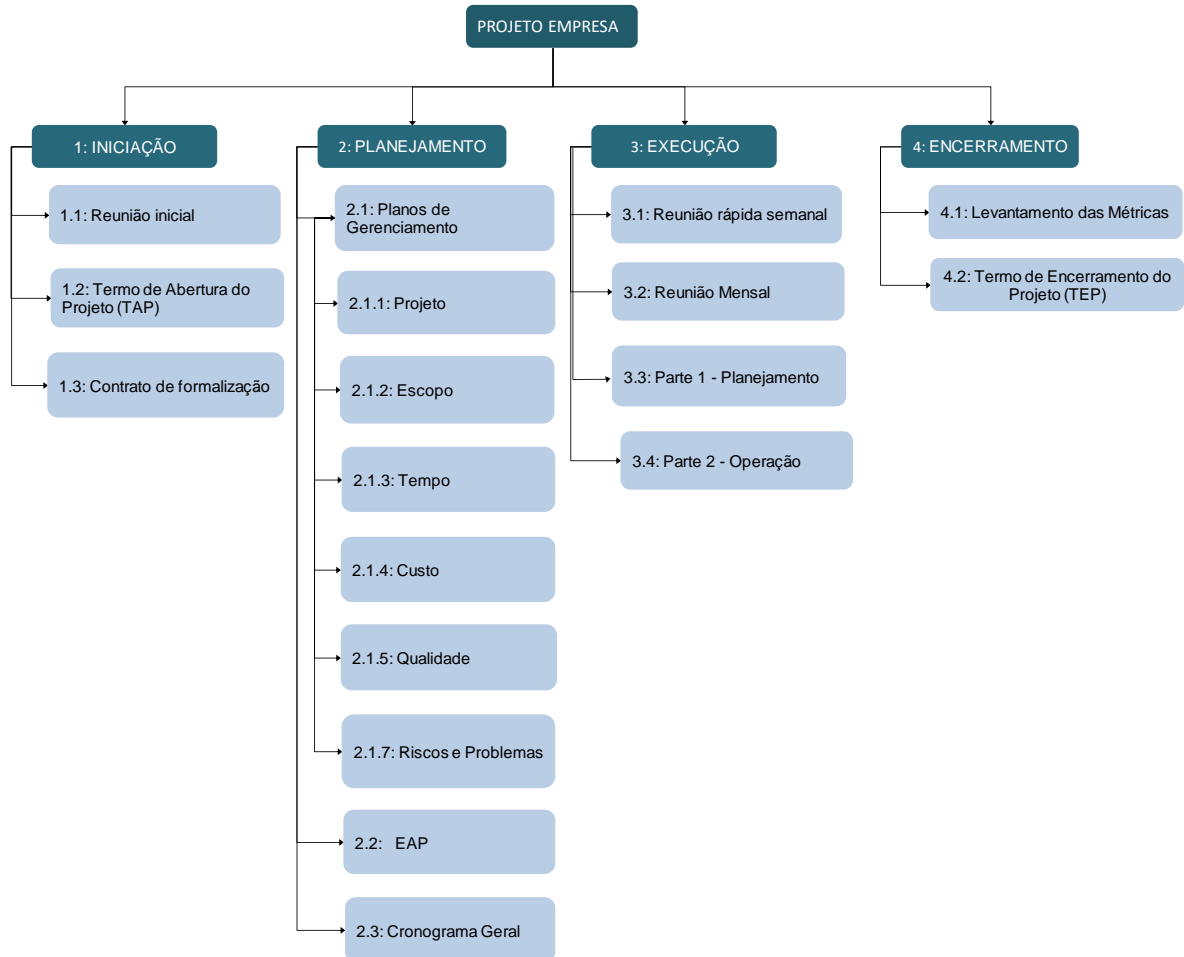 PROJETO EMPRESA
1: INICIAÇÃO
1.1: Reunião inicial
1.2: Termo de Abertura do
Projeto (TAP)
1.3: Contrato de formalização
2: PLANEJAMENTO
2.1: Planos de
Gerenciamento
2.1.1: Projeto
2.1.2: Escopo
2.1.3: Tempo
2.1.4: Custo
2.1.5: Qualidade
2.1.7: Riscos e Problemas
2.2: EAP
2.3: Cronograma Geral
3: EXECUÇÃO
3.1: Reunião rápida semanal
3.2: Reunião Mensal
3.3: Parte 1 - Planejamento
3.4: Parte 2 - Operação
4: ENCERRAMENTO
4.1: Levantamento das Métricas
4.2: Termo de Encerramento do
Projeto (TEP)